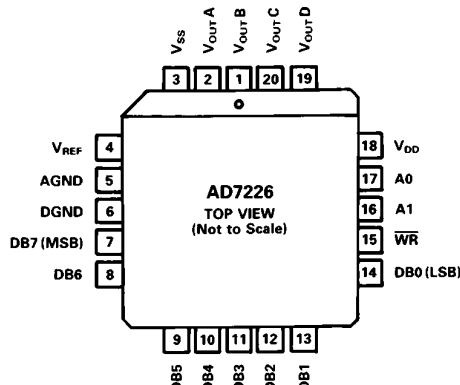 VSS VOUT A VOUT B VOUT C VOUT D
3 2 1 20 19
VREF 4
AGND 5
DGND 6
DB7 (MSB) 7
DB6 8
AD7226
TOP VIEW
(Not to Scale)
18 VDD
17 A0
16 A1
15 W̅R̅
14 DB0 (LSB)
9 10 11 12 13
DB5 DB4 DB3 DB2 DB1